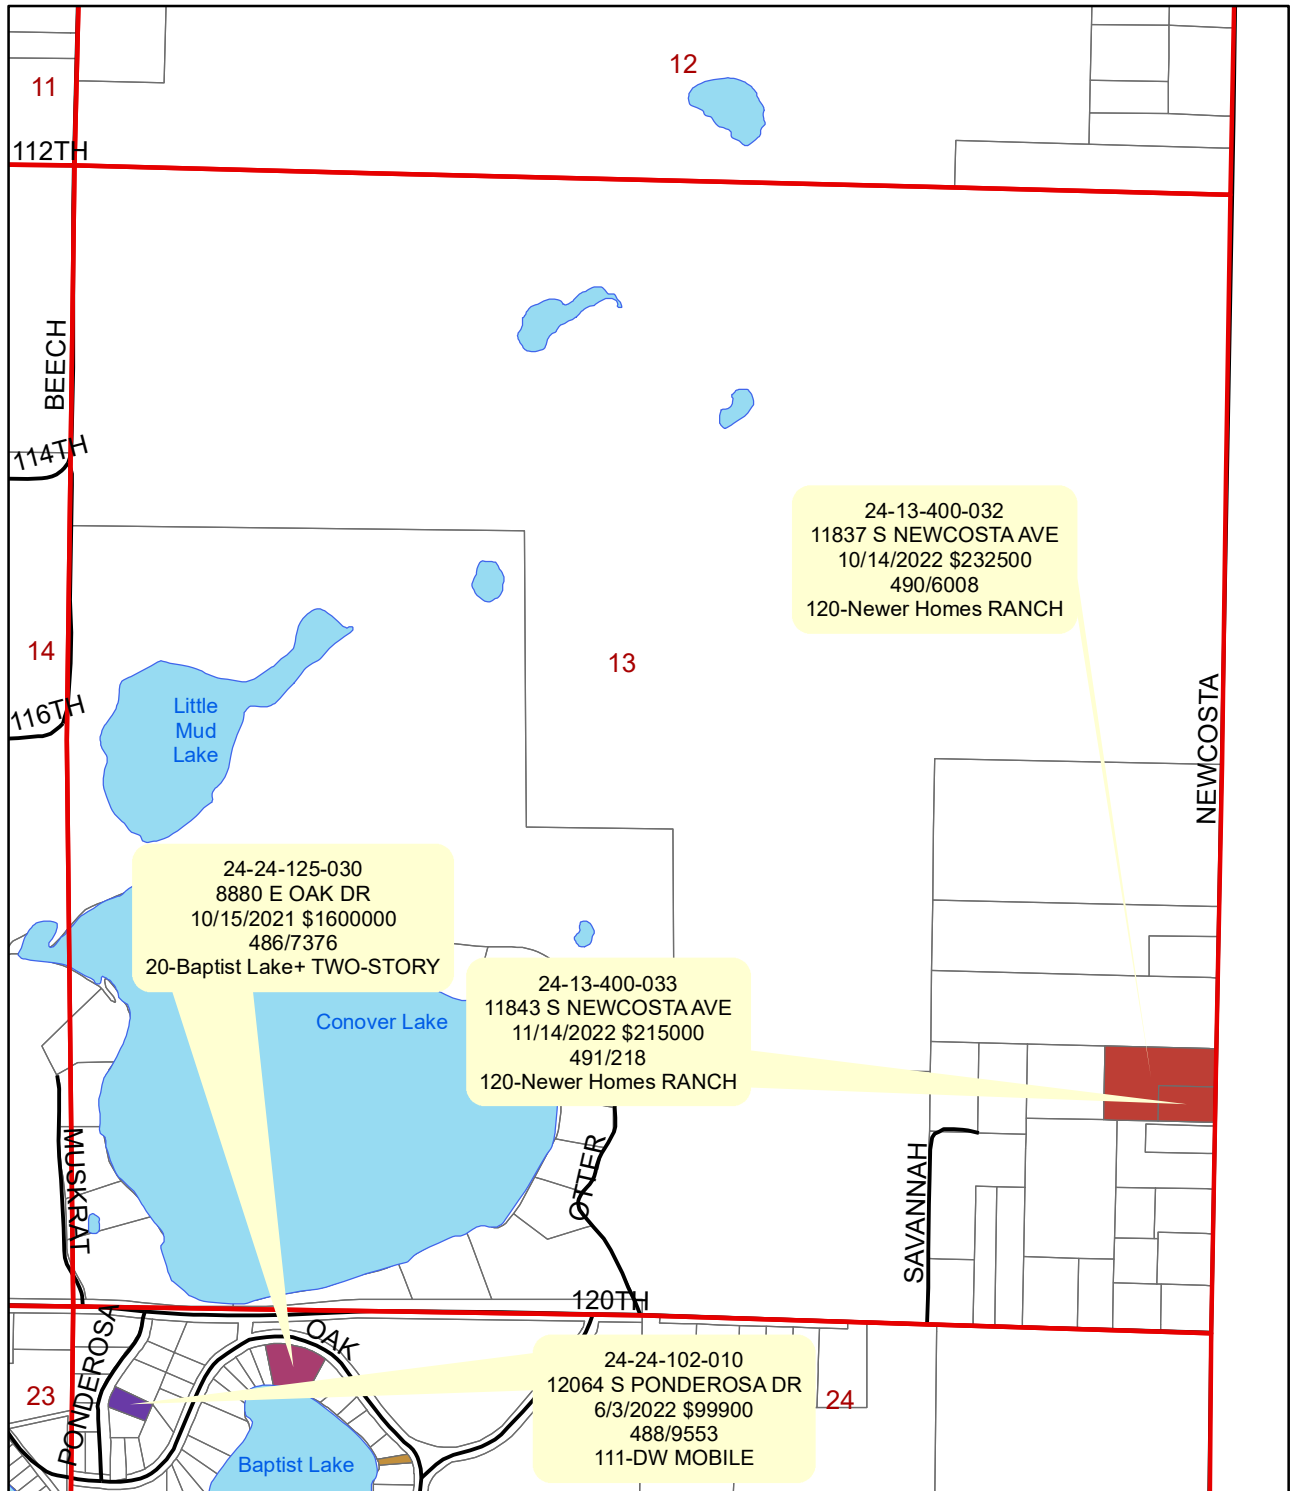 12
11
112TH
BEECH
114TH
24-13-400-032
11837 S NEWCOSTA AVE
10/14/2022 $232500
490/6008
120-Newer Homes RANCH
14
13
116TH
Little
Mud
Lake
NEWCOSTA
24-24-125-030
8880 E OAK DR
10/15/2021 $1600000
486/7376
20-Baptist Lake+ TWO-STORY
24-13-400-033
11843 S NEWCOSTA AVE
11/14/2022 $215000
491/218
120-Newer Homes RANCH
Conover Lake
MUSKRAT
OTTER
SAVANNAH
120TH
PONDEROSA
OAK
24-24-102-010
12064 S PONDEROSA DR
6/3/2022 $99900
488/9553
111-DW MOBILE
23
24
Baptist Lake